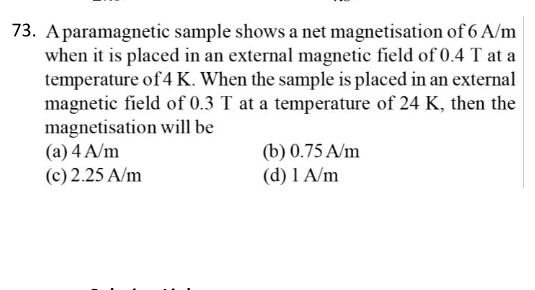 73. A paramagnetic sample shows a net magnetisation of 6 A/m
when it is placed in an external magnetic field of 0.4 T at a
temperature of 4 K. When the sample is placed in an external
magnetic field of 0.3 T at a temperature of 24 K, then the
magnetisation will be
(a) 4 A/m (b) 0.75 A/m
(c) 2.25 A/m (d) 1 A/m